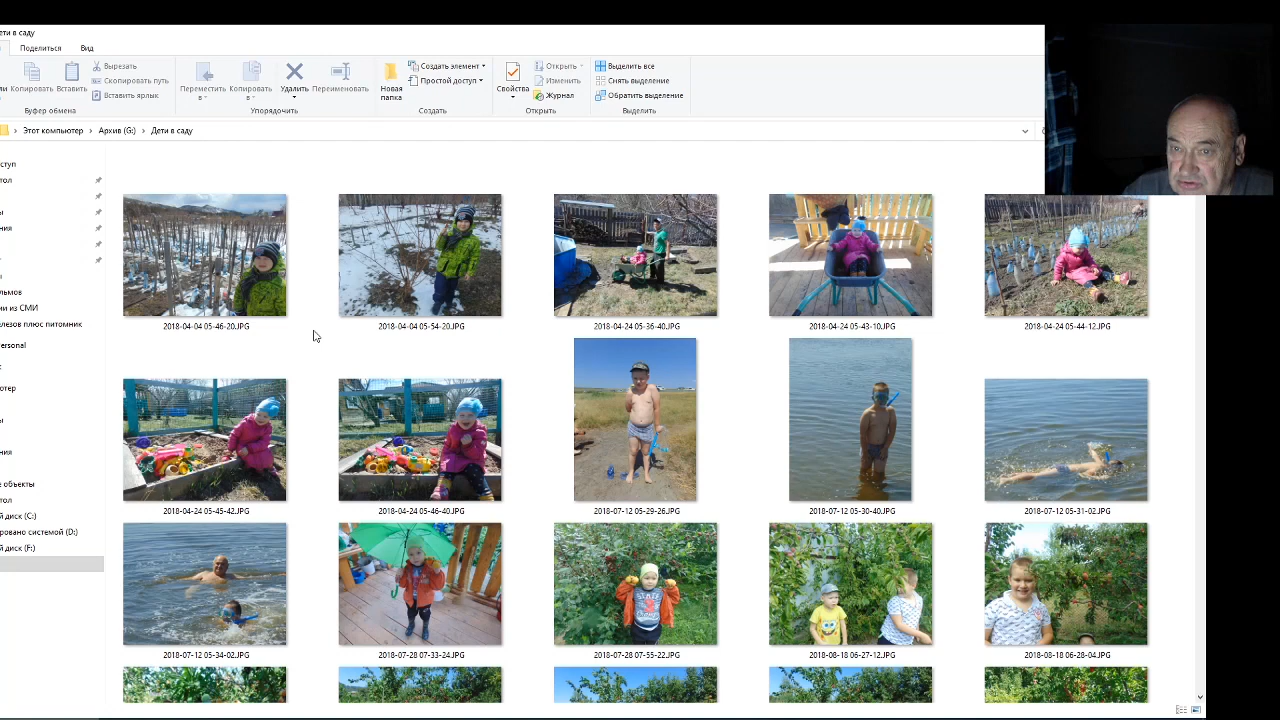 ети в саду
Поделиться Вид
Вырезать
Скопировать путь
Вставить ярлык
Копировать Вставить
Буфер обмена
Переместить в Копировать в Удалить Переименовать
Упорядочить
Новая папка
Создать элемент
Простой доступ
Создать
Свойства
Открыть
Изменить
Журнал
Открыть
Выделить все
Снять выделение
Обратить выделение
Выделить
Этот компьютер Архив (G:) Дети в саду
ступ
тол
ы
ния
льмов
ии из СМИ
елезов плюс питомник
ersonal
ютер
ы
ния
е объекты
тол
й диск (C:)
ровано системой (D:)
й диск (F:)
2018-04-04 05-46-20.JPG 2018-04-04 05-54-20.JPG 2018-04-24 05-36-40.JPG 2018-04-24 05-43-10.JPG 2018-04-24 05-44-12.JPG
2018-04-24 05-45-42.JPG 2018-04-24 05-46-40.JPG 2018-07-12 05-29-26.JPG 2018-07-12 05-30-40.JPG 2018-07-12 05-31-02.JPG
2018-07-12 05-34-02.JPG 2018-07-28 07-33-24.JPG 2018-07-28 07-55-22.JPG 2018-08-18 06-27-12.JPG 2018-08-18 06-28-04.JPG